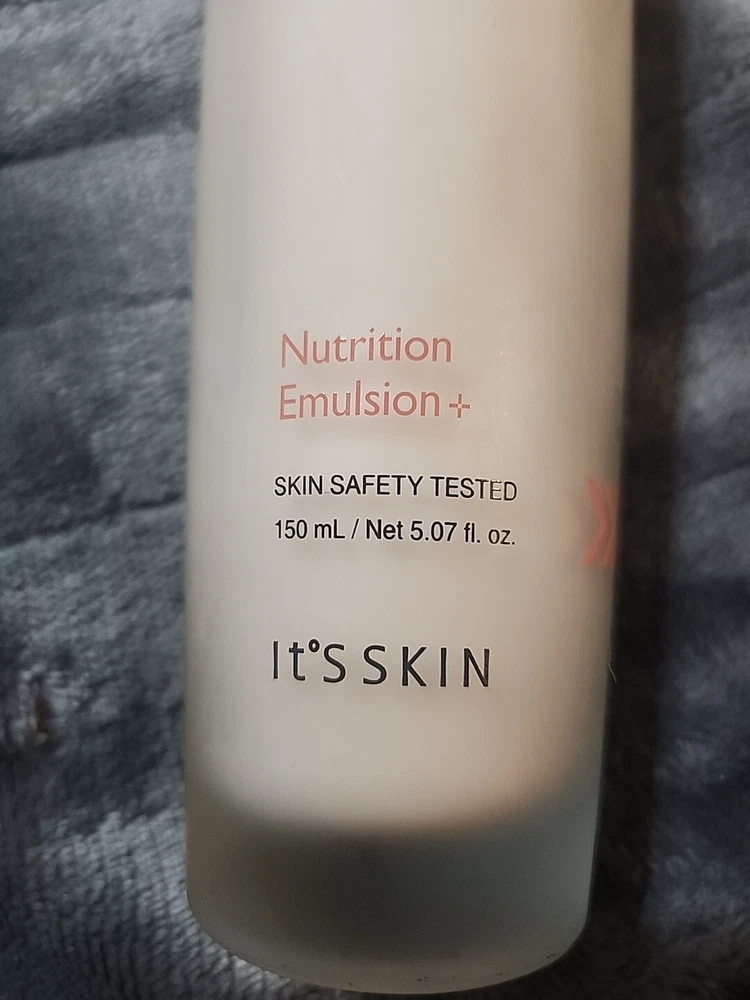 Nutrition
Emulsion+
SKIN SAFETY TESTED
150 mL / Net 5.07 fl. oz.
It°S SKIN